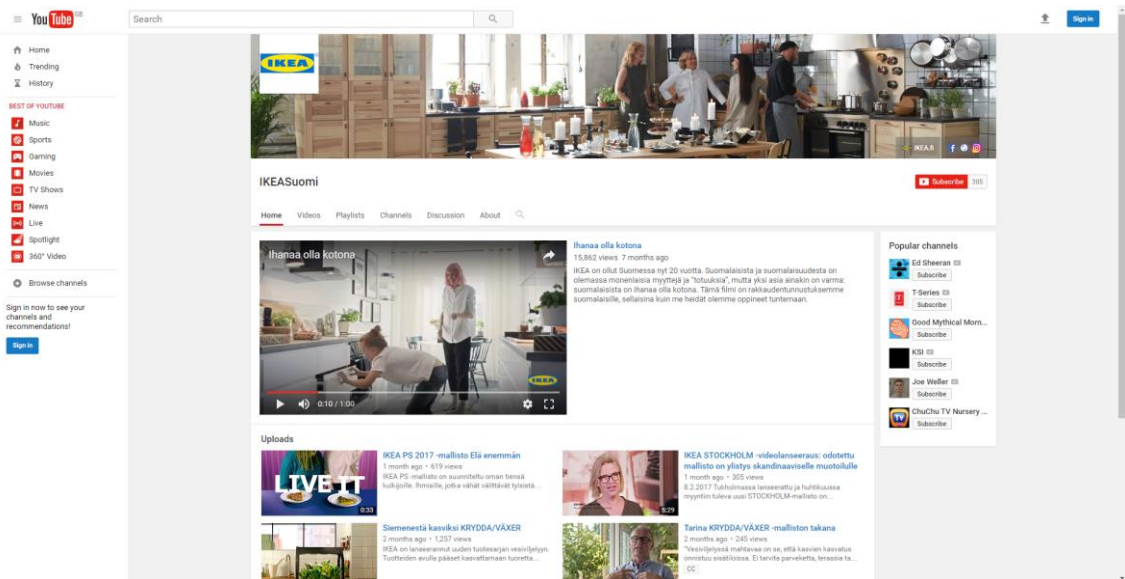 YouTube GB
Search
Sign in
Home
Trending
History
BEST OF YOUTUBE
Music
Sports
Gaming
Movies
TV Shows
News
Live
Spotlight
360° Video
Browse channels
Sign in now to see your
channels and
recommendations!
Sign in
IKEA
IKEA.fi
IKEASuomi
Subscribe 305
Home Videos Playlists Channels Discussion About
Ihanaa olla kotona
IKEA
0:10 / 1:00
Ihanaa olla kotona
15,862 views 7 months ago
IKEA on ollut Suomessa nyt 20 vuotta. Suomalaisista ja suomalaisuudesta on
olemassa monenlaisia myyttejä ja "totuuksia", mutta yksi asia ainakin on varma:
suomalaisista on ihanaa olla kotona. Tämä filmi on rakkaudentunnustuksemme
suomalaisille, sellaisina kuin me heidät olemme oppineet tuntemaan.
Popular channels
Ed Sheeran
Subscribe
T-Series
Subscribe
Good Mythical Morn...
Subscribe
KSI
Subscribe
Joe Weller
Subscribe
ChuChu TV Nursery ...
Subscribe
Uploads
LIVE IT
0:33
IKEA PS 2017 -mallisto Elä enemmän
1 month ago • 619 views
IKEA PS -mallisto on suunniteltu oman tiensä
kulkijoille. Ihmisille, jotka vähät välittävät tylsistä...
5:29
IKEA STOCKHOLM -videolanseeraus: odotettu
mallisto on ylistys skandinaaviselle muotoilulle
1 month ago • 305 views
8.2.2017 Tukholmassa lanseerattu ja huhtikuussa
myyntiin tuleva uusi STOCKHOLM-mallisto on...
Siemenestä kasviksi KRYDDA/VÄXER
2 months ago • 1,257 views
IKEA on lanseerannut uuden tuotesarjan vesiviljelyyn.
Tuotteiden avulla pääset kasvattamaan tuoretta...
Tarina KRYDDA/VÄXER -malliston takana
2 months ago • 245 views
"Vesiviljelyssä mahtavaa on se, että kasvien kasvatus
onnistuu sisätiloissa. Ei tarvita parveketta, terassia ta...
CC